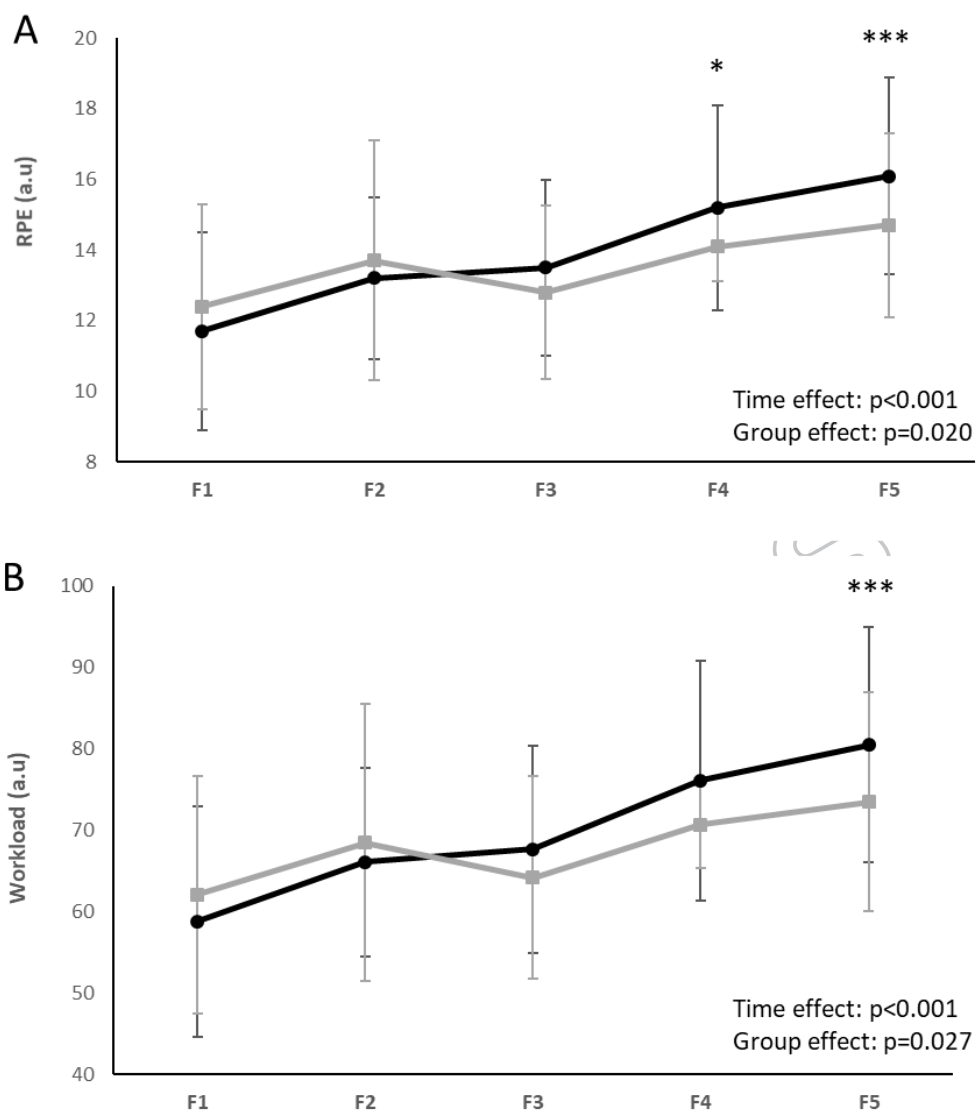 A
20
***
*
18
16
RPE (a.u)
14
12
10
Time effect: p<0.001
Group effect: p=0.020
8
F1 F2 F3 F4 F5
B
100
***
90
80
Workload (a.u)
70
60
50
Time effect: p<0.001
Group effect: p=0.027
40
F1 F2 F3 F4 F5